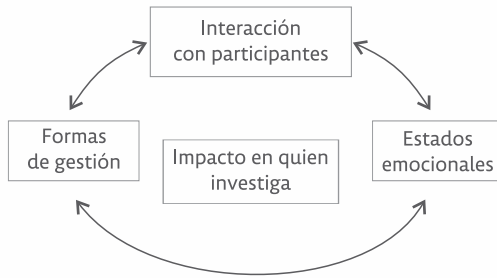 Interacción
con participantes
Formas
de gestión
Impacto en quien
investiga
Estados
emocionales